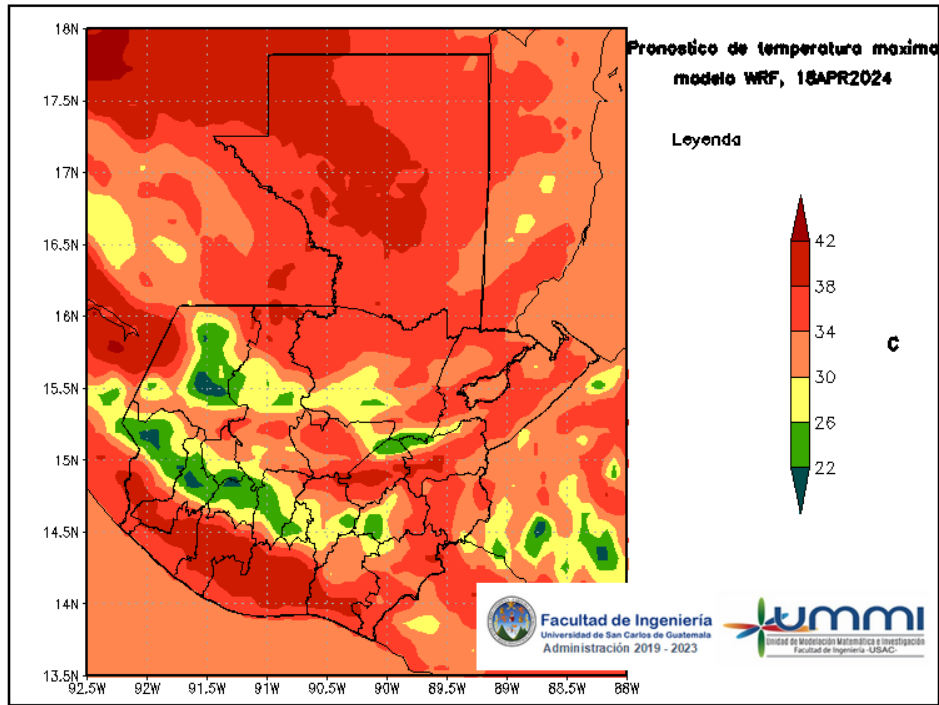 Pronostico de temperatura maxima
modelo WRF, 18APR2024
Leyenda
42
38
34
30
26
22
C
18N
17.5N
17N
16.5N
16N
15.5N
15N
14.5N
14N
13.5N
92.5W
92W
91.5W
91W
90.5W
90W
89.5W
89W
88.5W
88W
Facultad de Ingeniería
Universidad de San Carlos de Guatemala
Administración 2019 - 2023
UMMI
Unidad de Modelación Matemática e Investigación
Facultad de Ingeniería -USAC-